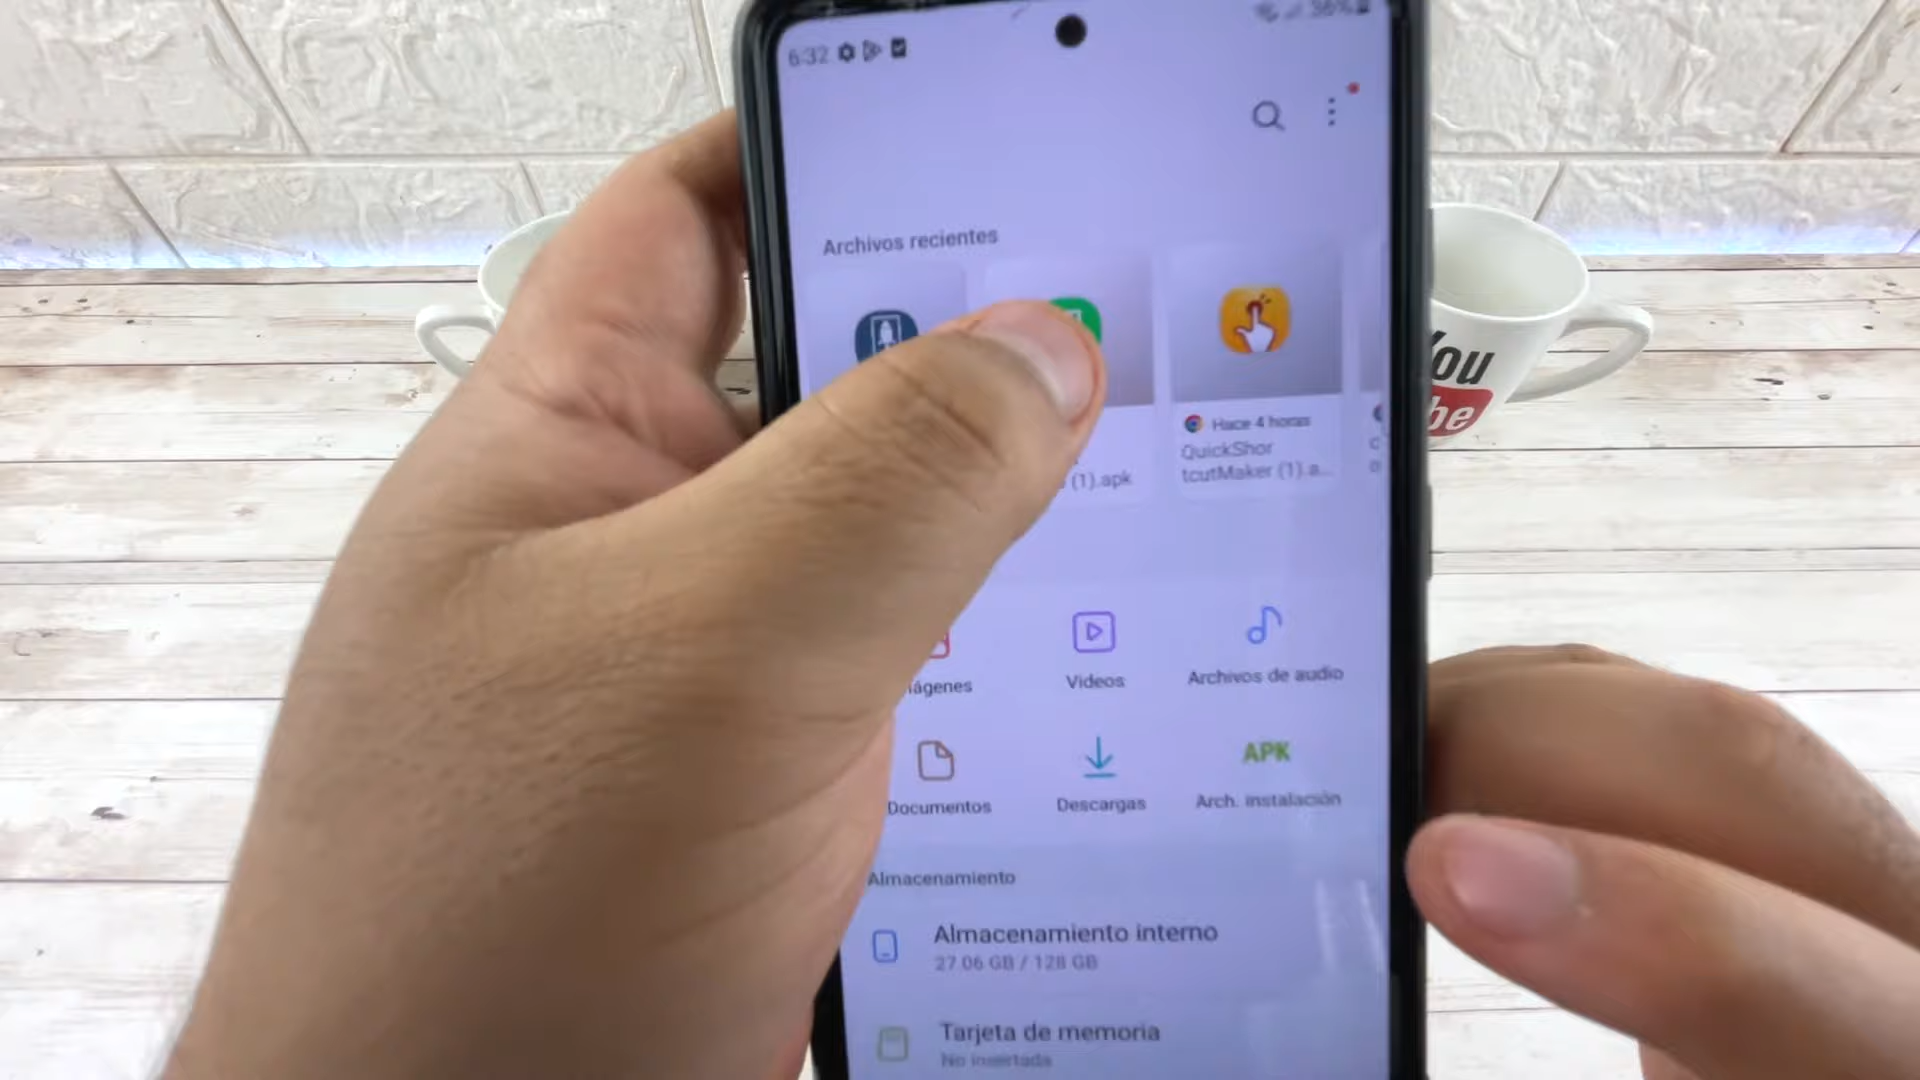 6:32
36%
Archivos recientes
Hace 4 horas
QuickShor
(1).apk
tcutMaker (1).a...
You
be
ágenes
Videos
Archivos de audio
APK
Documentos
Descargas
Arch. instalación
Almacenamiento
Almacenamiento interno
27.06 GB / 128 GB
Tarjeta de memoria
No insertada